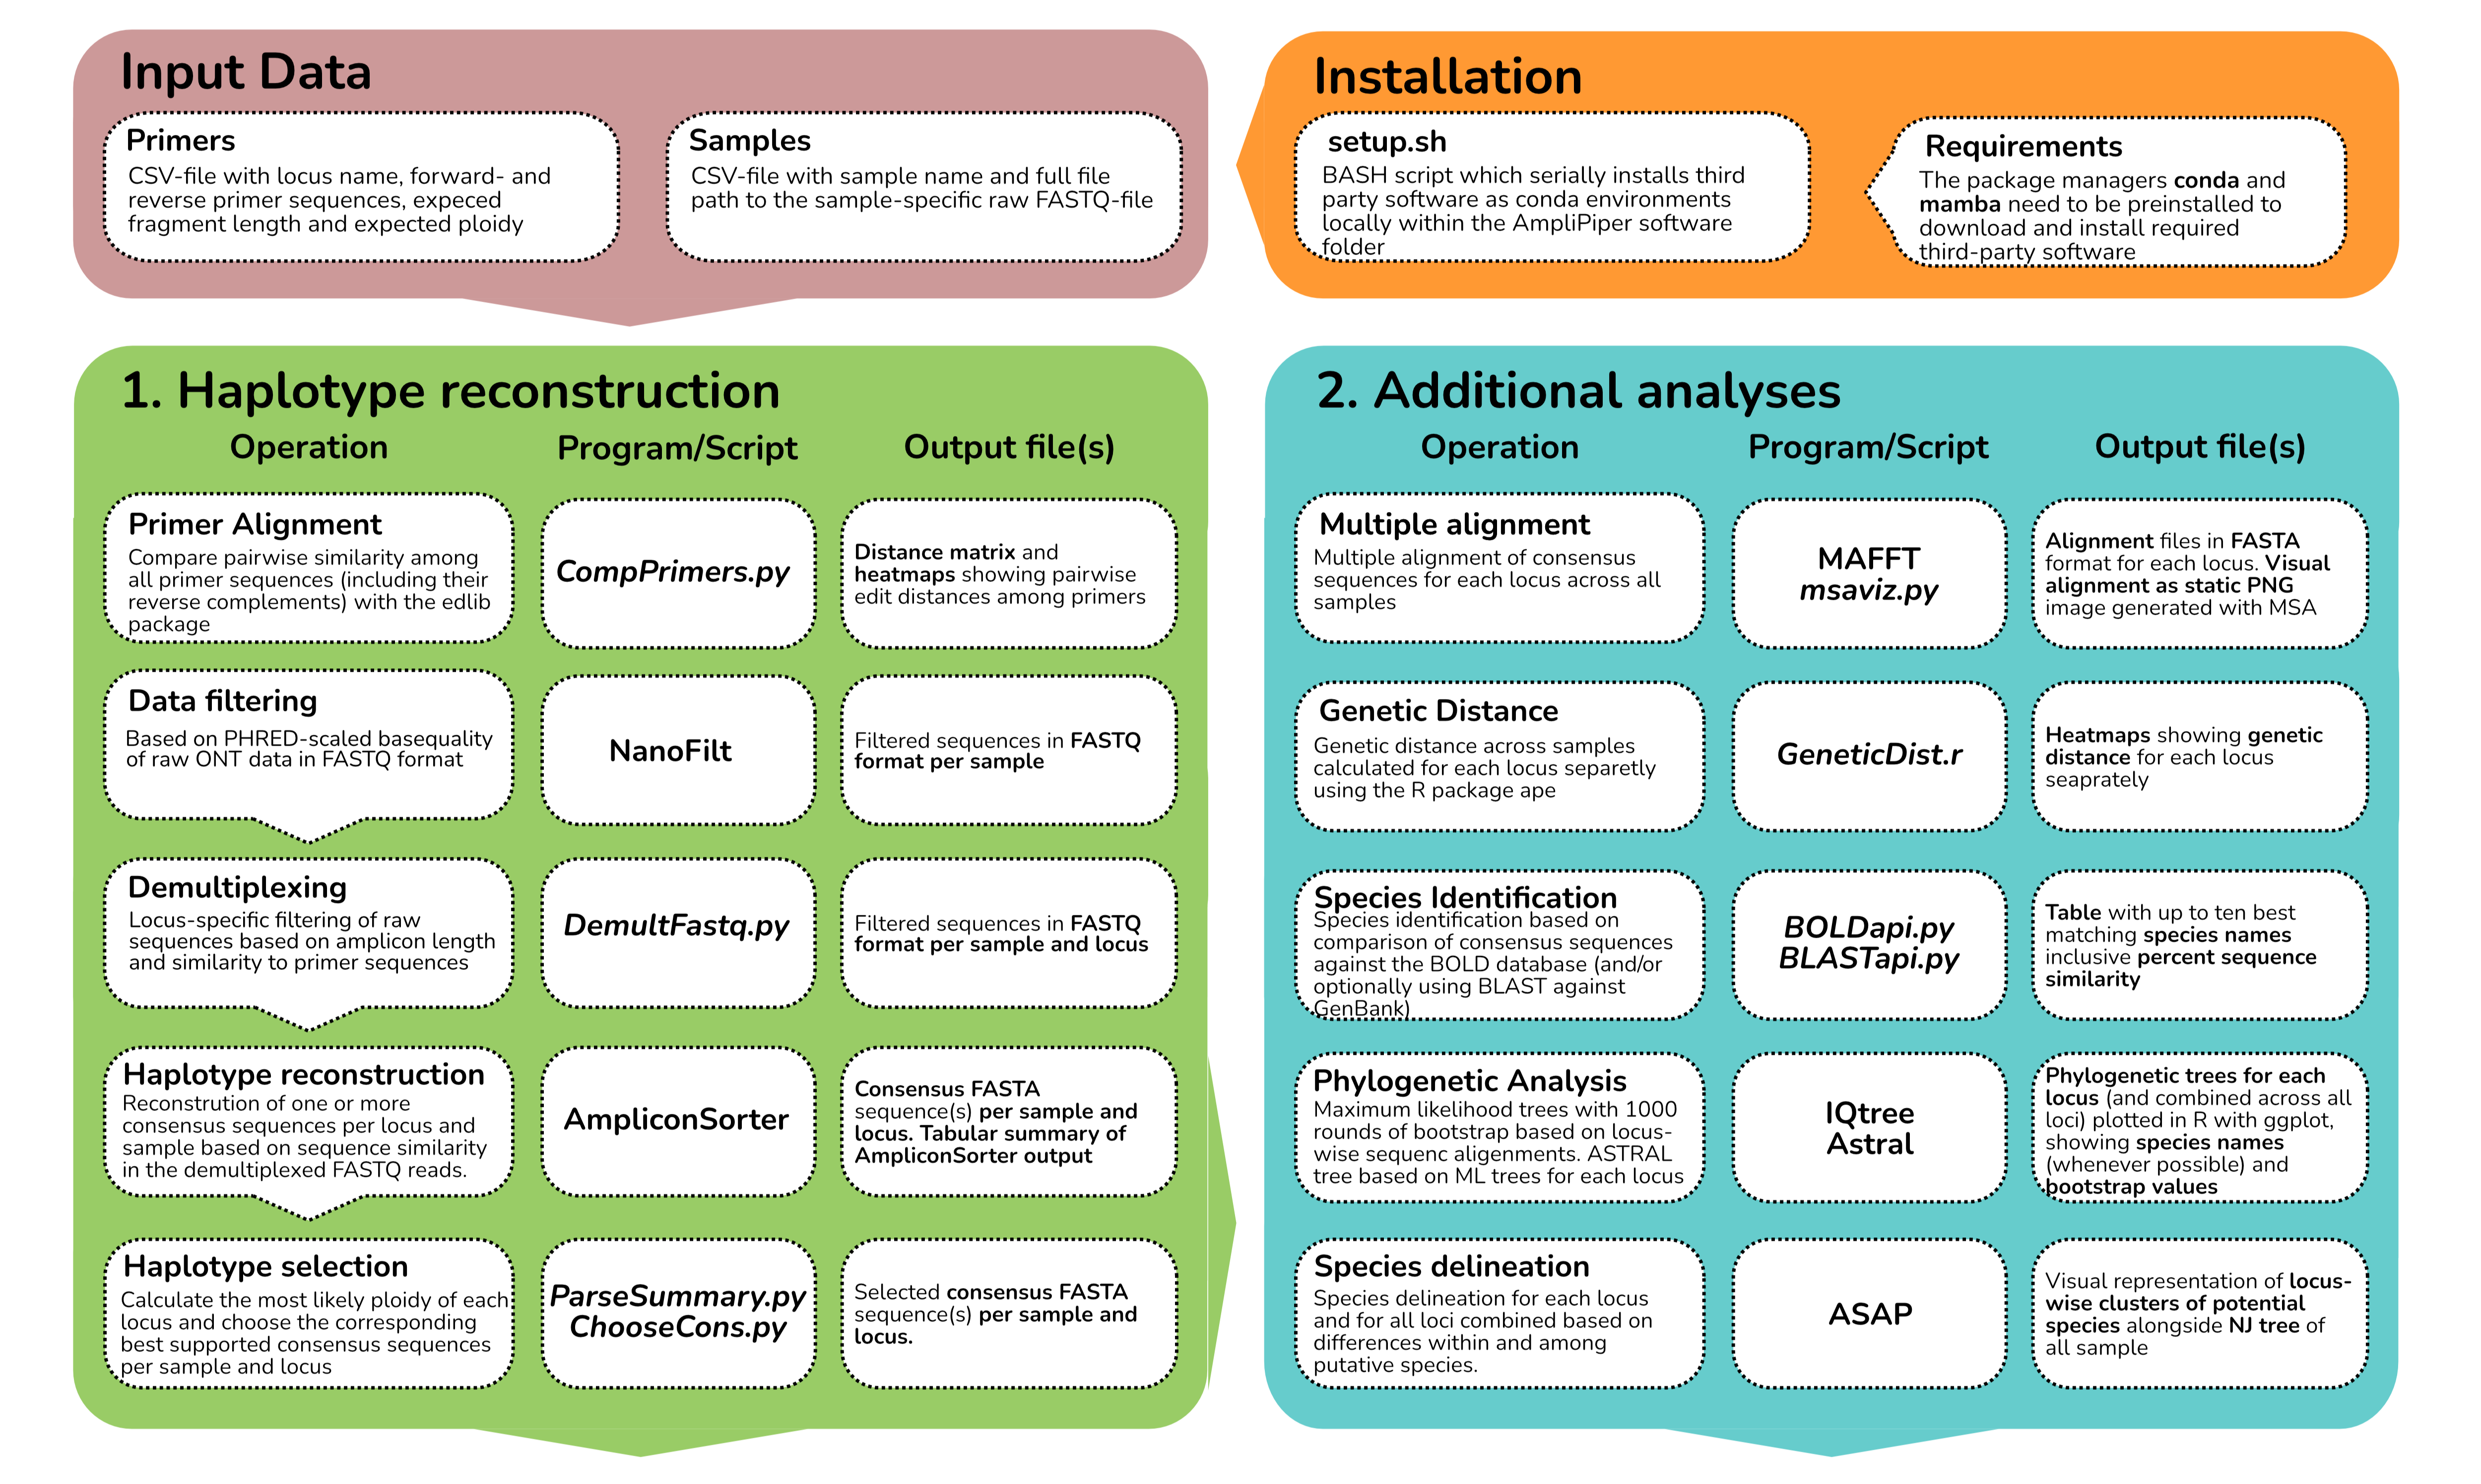 Input Data
Primers
CSV-file with locus name, forward- and
reverse primer sequences, expeced
fragment length and expected ploidy
Samples
CSV-file with sample name and full file
path to the sample-specific raw FASTQ-file
Installation
setup.sh
BASH script which serially installs third
party software as conda environments
locally within the AmpliPiper software
folder
Requirements
The package managers conda and
mamba need to be preinstalled to
download and install required
third-party software
1. Haplotype reconstruction
Operation
Program/Script
Output file(s)
Primer Alignment
Compare pairwise similarity among
all primer sequences (including their
reverse complements) with the edlib
package
CompPrimers.py
Distance matrix and
heatmaps showing pairwise
edit distances among primers
Data filtering
Based on PHRED-scaled basequality
of raw ONT data in FASTQ format
NanoFilt
Filtered sequences in FASTQ
format per sample
Demultiplexing
Locus-specific filtering of raw
sequences based on amplicon length
and similarity to primer sequences
DemultFastq.py
Filtered sequences in FASTQ
format per sample and locus
Haplotype reconstruction
Reconstrution of one or more
consensus sequences per locus and
sample based on sequence similarity
in the demultiplexed FASTQ reads.
AmpliconSorter
Consensus FASTA
sequence(s) per sample and
locus. Tabular summary of
AmpliconSorter output
Haplotype selection
Calculate the most likely ploidy of each
locus and choose the corresponding
best supported consensus sequences
per sample and locus
ParseSummary.py
ChooseCons.py
Selected consensus FASTA
sequence(s) per sample and
locus.
2. Additional analyses
Operation
Program/Script
Output file(s)
Multiple alignment
Multiple alignment of consensus
sequences for each locus across all
samples
MAFFT
msaviz.py
Alignment files in FASTA
format for each locus. Visual
alignment as static PNG
image generated with MSA
Genetic Distance
Genetic distance across samples
calculated for each locus separetly
using the R package ape
GeneticDist.r
Heatmaps showing genetic
distance for each locus
seaprately
Species Identification
Species identification based on
comparison of consensus sequences
against the BOLD database (and/or
optionally using BLAST against
GenBank)
BOLDapi.py
BLASTapi.py
Table with up to ten best
matching species names
inclusive percent sequence
similarity
Phylogenetic Analysis
Maximum likelihood trees with 1000
rounds of bootstrap based on locus-
wise sequenc aligenments. ASTRAL
tree based on ML trees for each locus
IQtree
Astral
Phylogenetic trees for each
locus (and combined across all
loci) plotted in R with ggplot,
showing species names
(whenever possible) and
bootstrap values
Species delineation
Species delineation for each locus
and for all loci combined based on
differences within and among
putative species.
ASAP
Visual representation of locus-
wise clusters of potential
species alongside NJ tree of
all sample